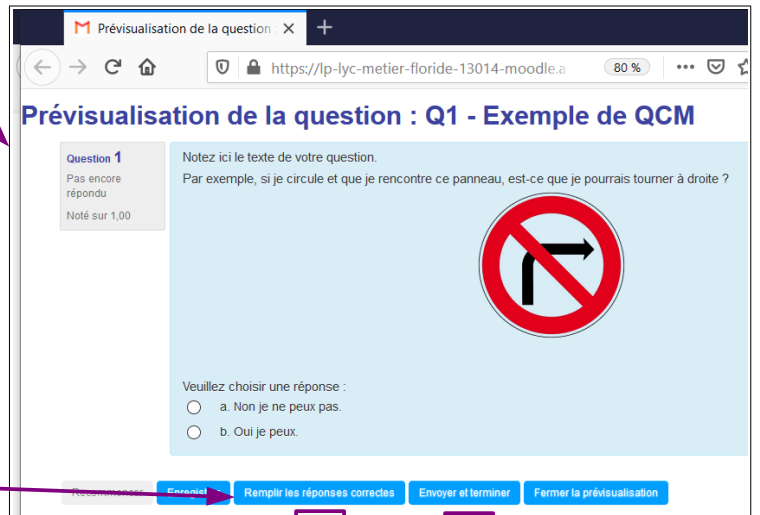 Prévisualisation de la question
https://lp-lyc-metier-floride-13014-moodle.a
80 %
Prévisualisation de la question : Q1 - Exemple de QCM
Question 1
Pas encore
répondu
Noté sur 1,00
Notez ici le texte de votre question.
Par exemple, si je circule et que je rencontre ce panneau, est-ce que je pourrais tourner à droite ?
Veuillez choisir une réponse :
a. Non je ne peux pas.
b. Oui je peux.
Recommencer Enregistrer Remplir les réponses correctes Envoyer et terminer Fermer la prévisualisation